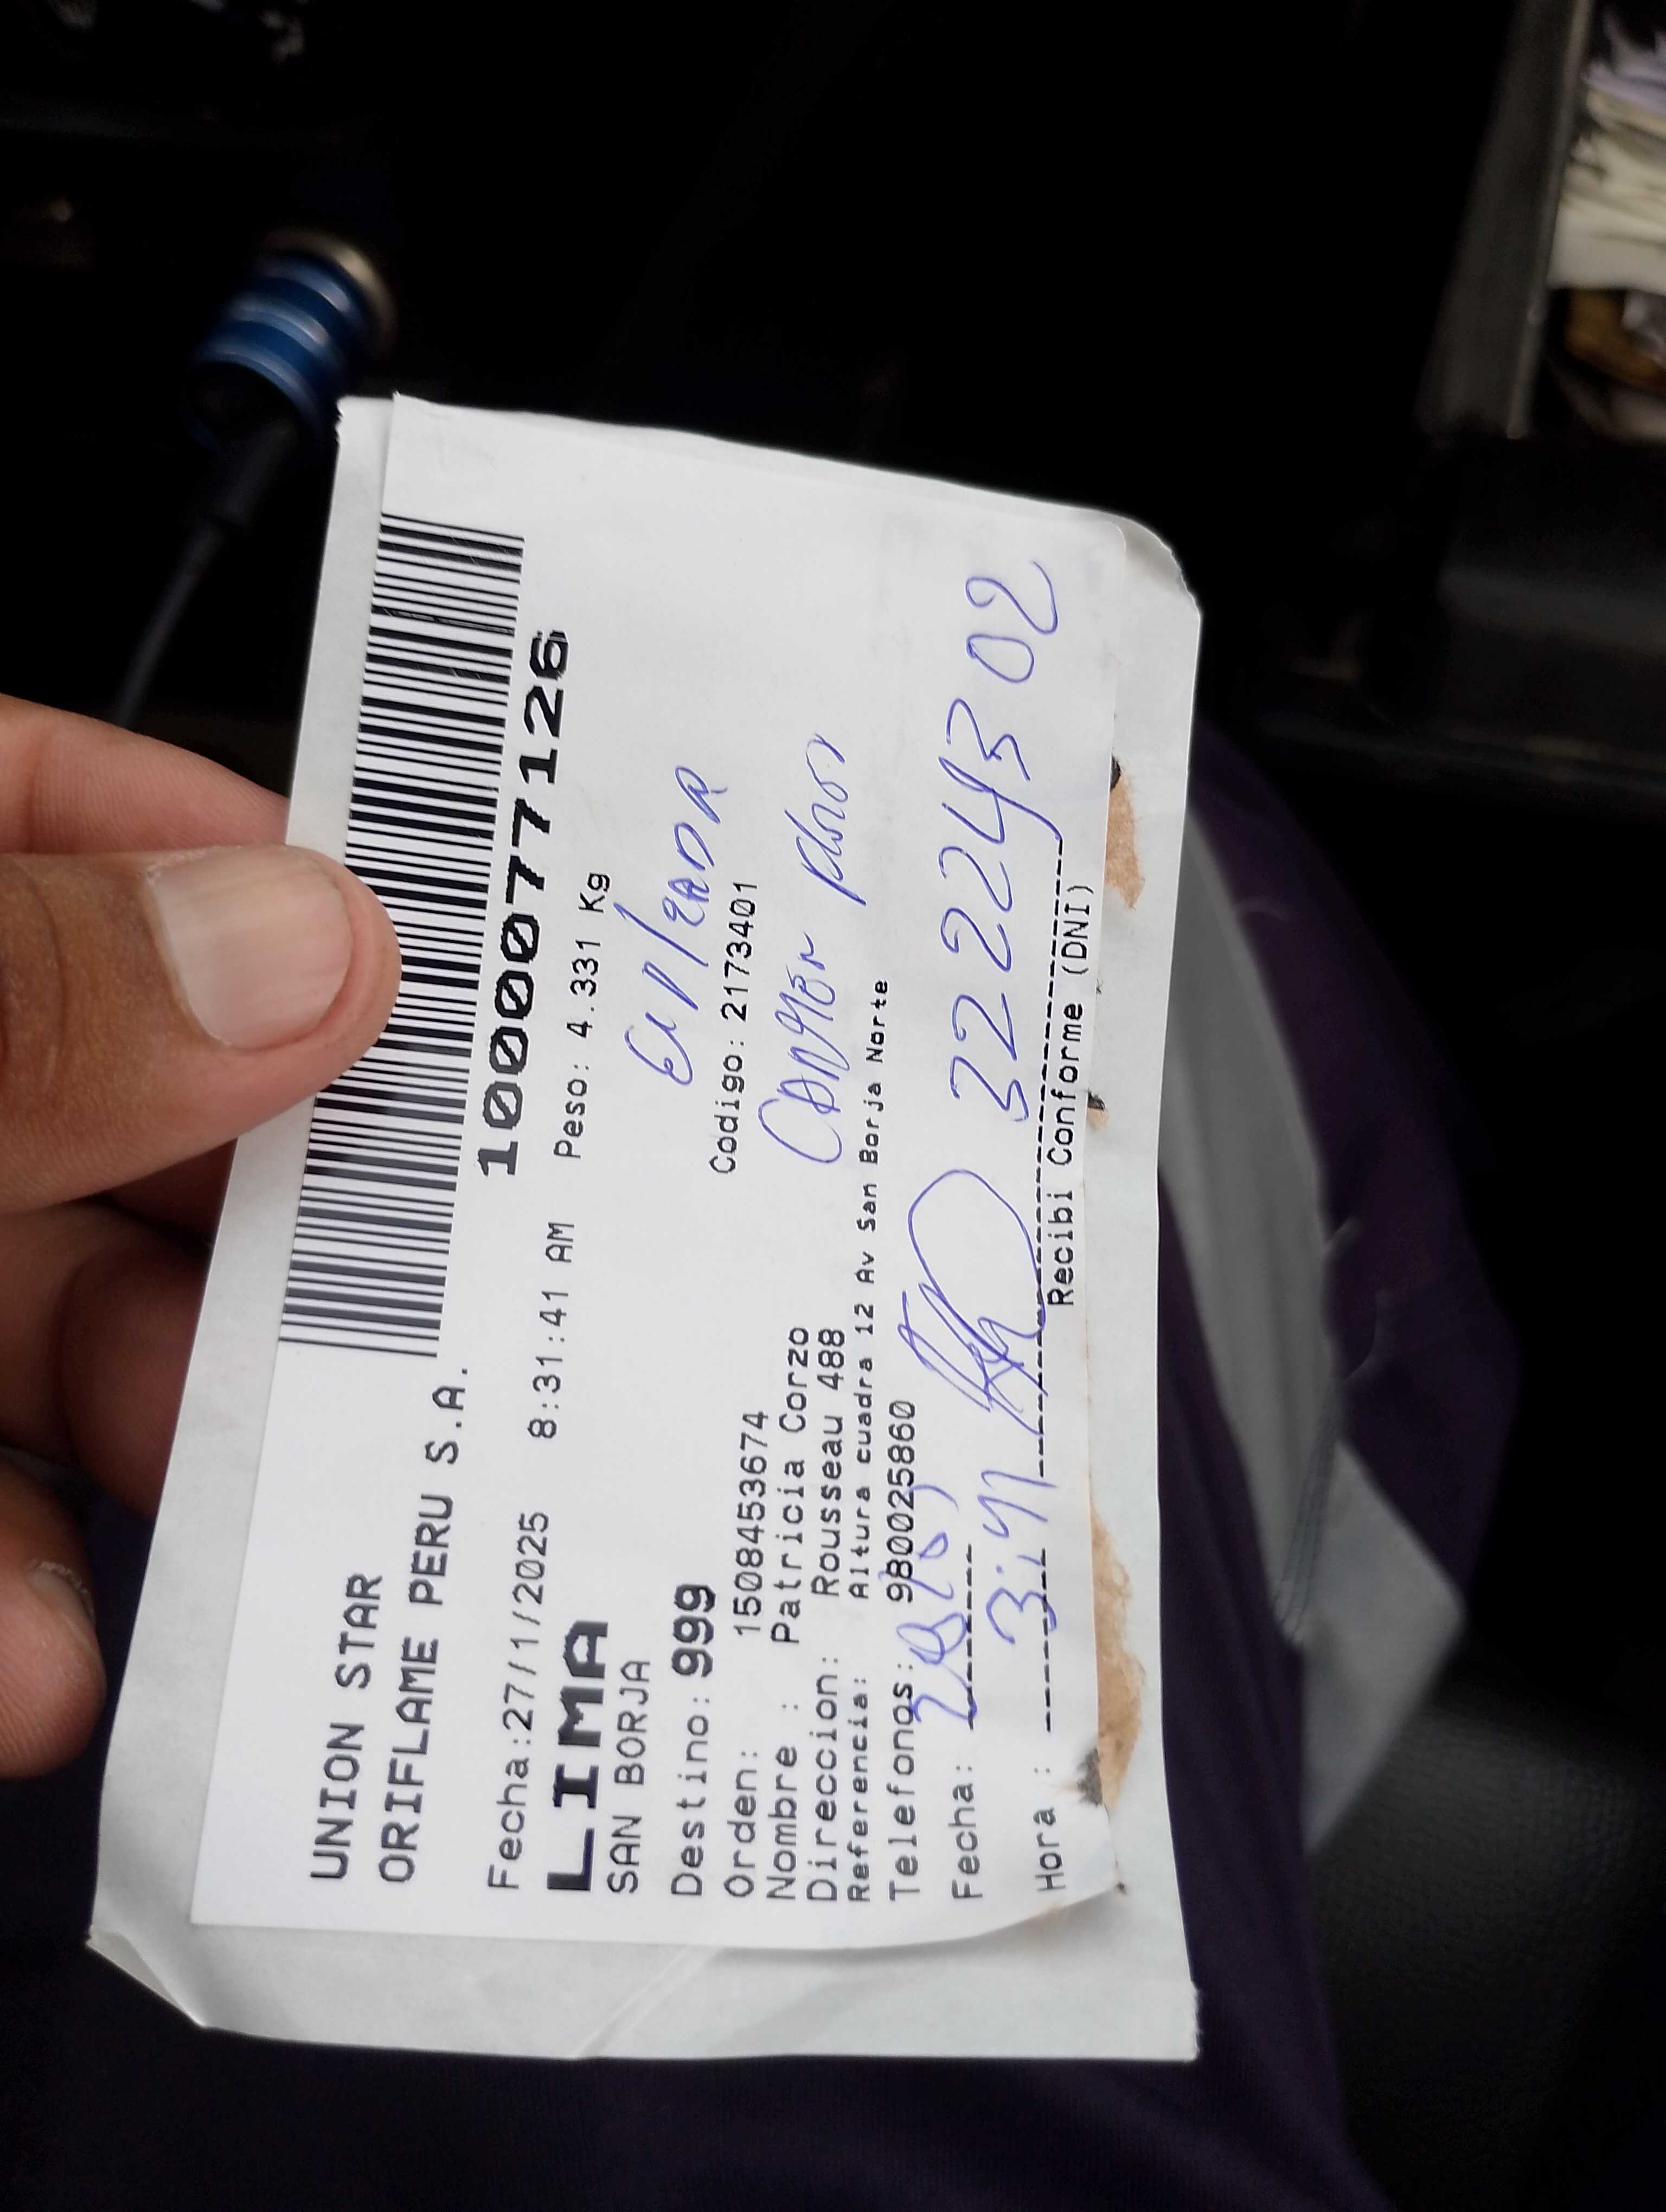 UNION STAR
ORIFLAME PERU S.A.
1000077126
Fecha:27/1/2025 8:31:41 AM Peso: 4.331 Kg
LIMA
SAN BORJA
Destino: 999
Orden: 1508453674 Codigo: 2173401
Nombre : Patricia Corzo
Direccion: Rousseau 488
Referencia: Altura cuadra 12 Av San Borja Norte
Telefonos: 980025860
Fecha:
Hora : 3:41 32224302
Recibi Conforme (DNI)